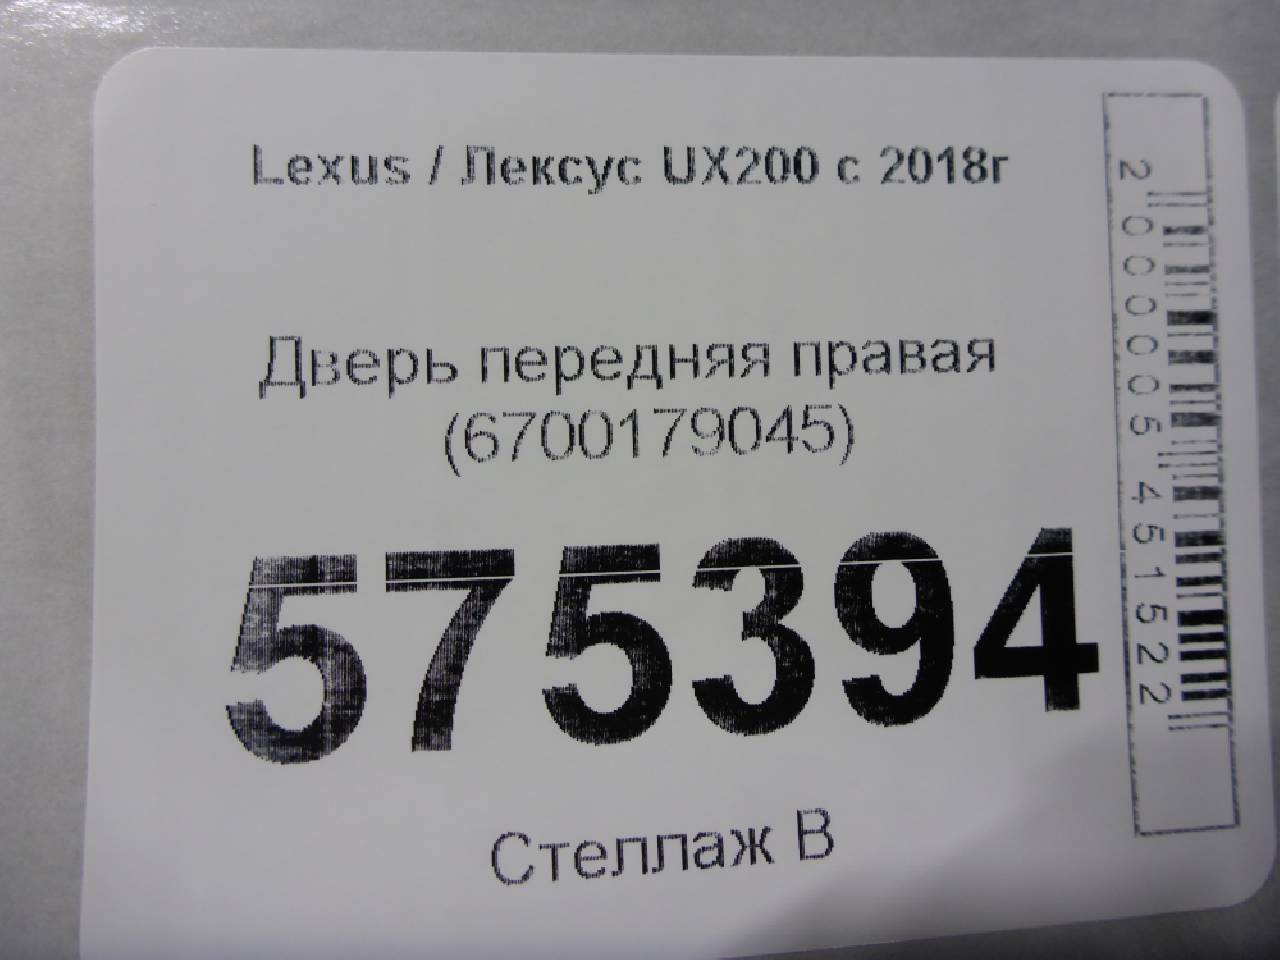 Lexus / Лексус UX200 с 2018г
Дверь передняя правая
(6700179045)
575394
Стеллаж В
2000005451522